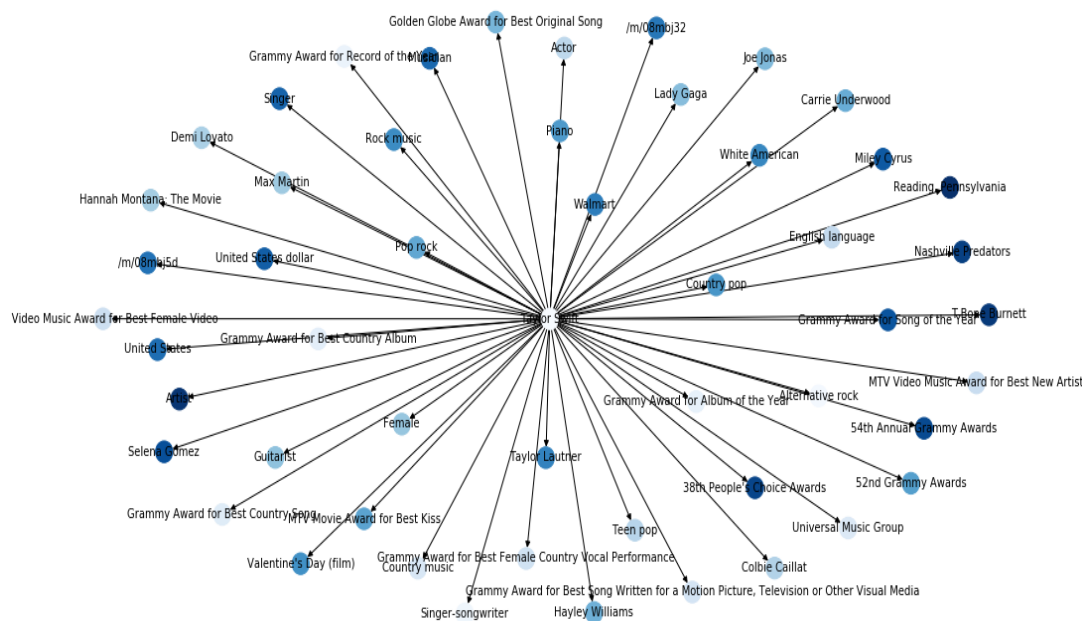 Golden Globe Award for Best Original Song
/m/08mbj32
Actor
Grammy Award for Record of the Year
Musician
Joe Jonas
Singer
Lady Gaga
Carrie Underwood
Demi Lovato
Rock music
Piano
White American
Miley Cyrus
Max Martin
Reading, Pennsylvania
Hannah Montana: The Movie
Walmart
English language
Pop rock
Nashville Predators
/m/08mbj5d
United States dollar
Country pop
Video Music Award for Best Female Video
Taylor Swift
Grammy Award for Song of the Year
T-Bone Burnett
United States
Grammy Award for Best Country Album
MTV Video Music Award for Best New Artist
Artist
Grammy Award for Album of the Year
Alternative rock
Female
54th Annual Grammy Awards
Selena Gomez
Guitarist
Taylor Lautner
38th People's Choice Awards
52nd Grammy Awards
Grammy Award for Best Country Song
MTV Movie Award for Best Kiss
Teen pop
Universal Music Group
Valentine's Day (film)
Country music
Grammy Award for Best Female Country Vocal Performance
Colbie Caillat
Grammy Award for Best Song Written for a Motion Picture, Television or Other Visual Media
Singer-songwriter
Hayley Williams